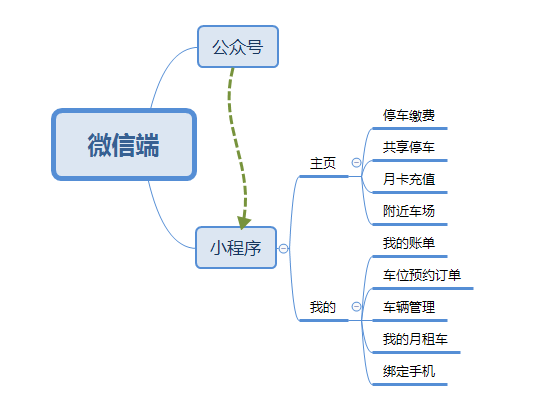 公众号
微信端
小程序
主页
停车缴费
共享停车
月卡充值
附近车场
我的
我的账单
车位预约订单
车辆管理
我的月租车
绑定手机